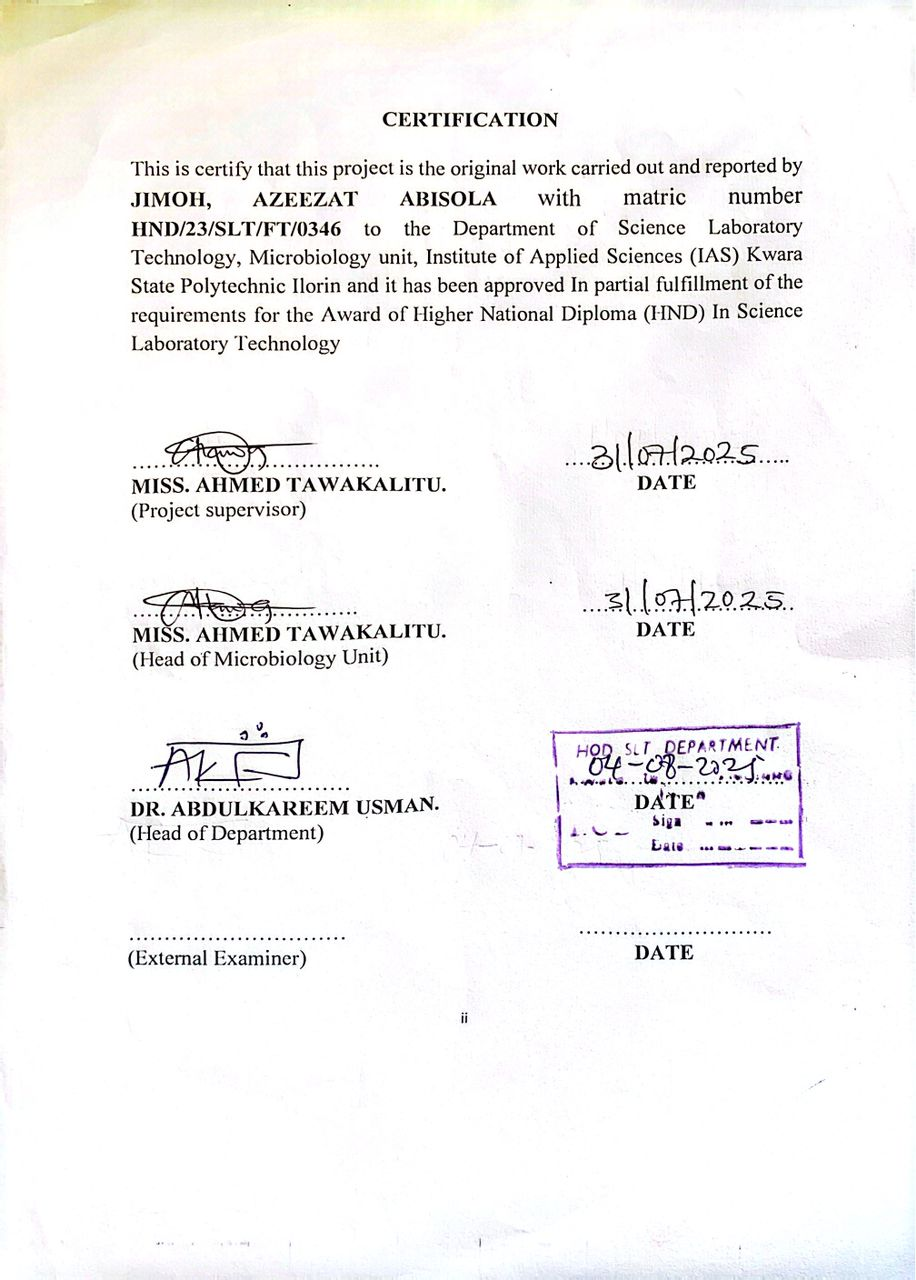 CERTIFICATION
This is certify that this project is the original work carried out and reported by
JIMOH, AZEEZAT ABISOLA with matric number
HND/23/SLT/FT/0346 to the Department of Science Laboratory
Technology, Microbiology unit, Institute of Applied Sciences (IAS) Kwara
State Polytechnic Ilorin and it has been approved In partial fulfillment of the
requirements for the Award of Higher National Diploma (HND) In Science
Laboratory Technology
31/07/2025
MISS. AHMED TAWAKALITU. DATE
(Project supervisor)
31/07/2025
MISS. AHMED TAWAKALITU. DATE
(Head of Microbiology Unit)
HOD SLT DEPARTMENT.
04-08-2025
DR. ABDULKAREEM USMAN. DATE
Sign
(Head of Department)
Date
(External Examiner) DATE
ii